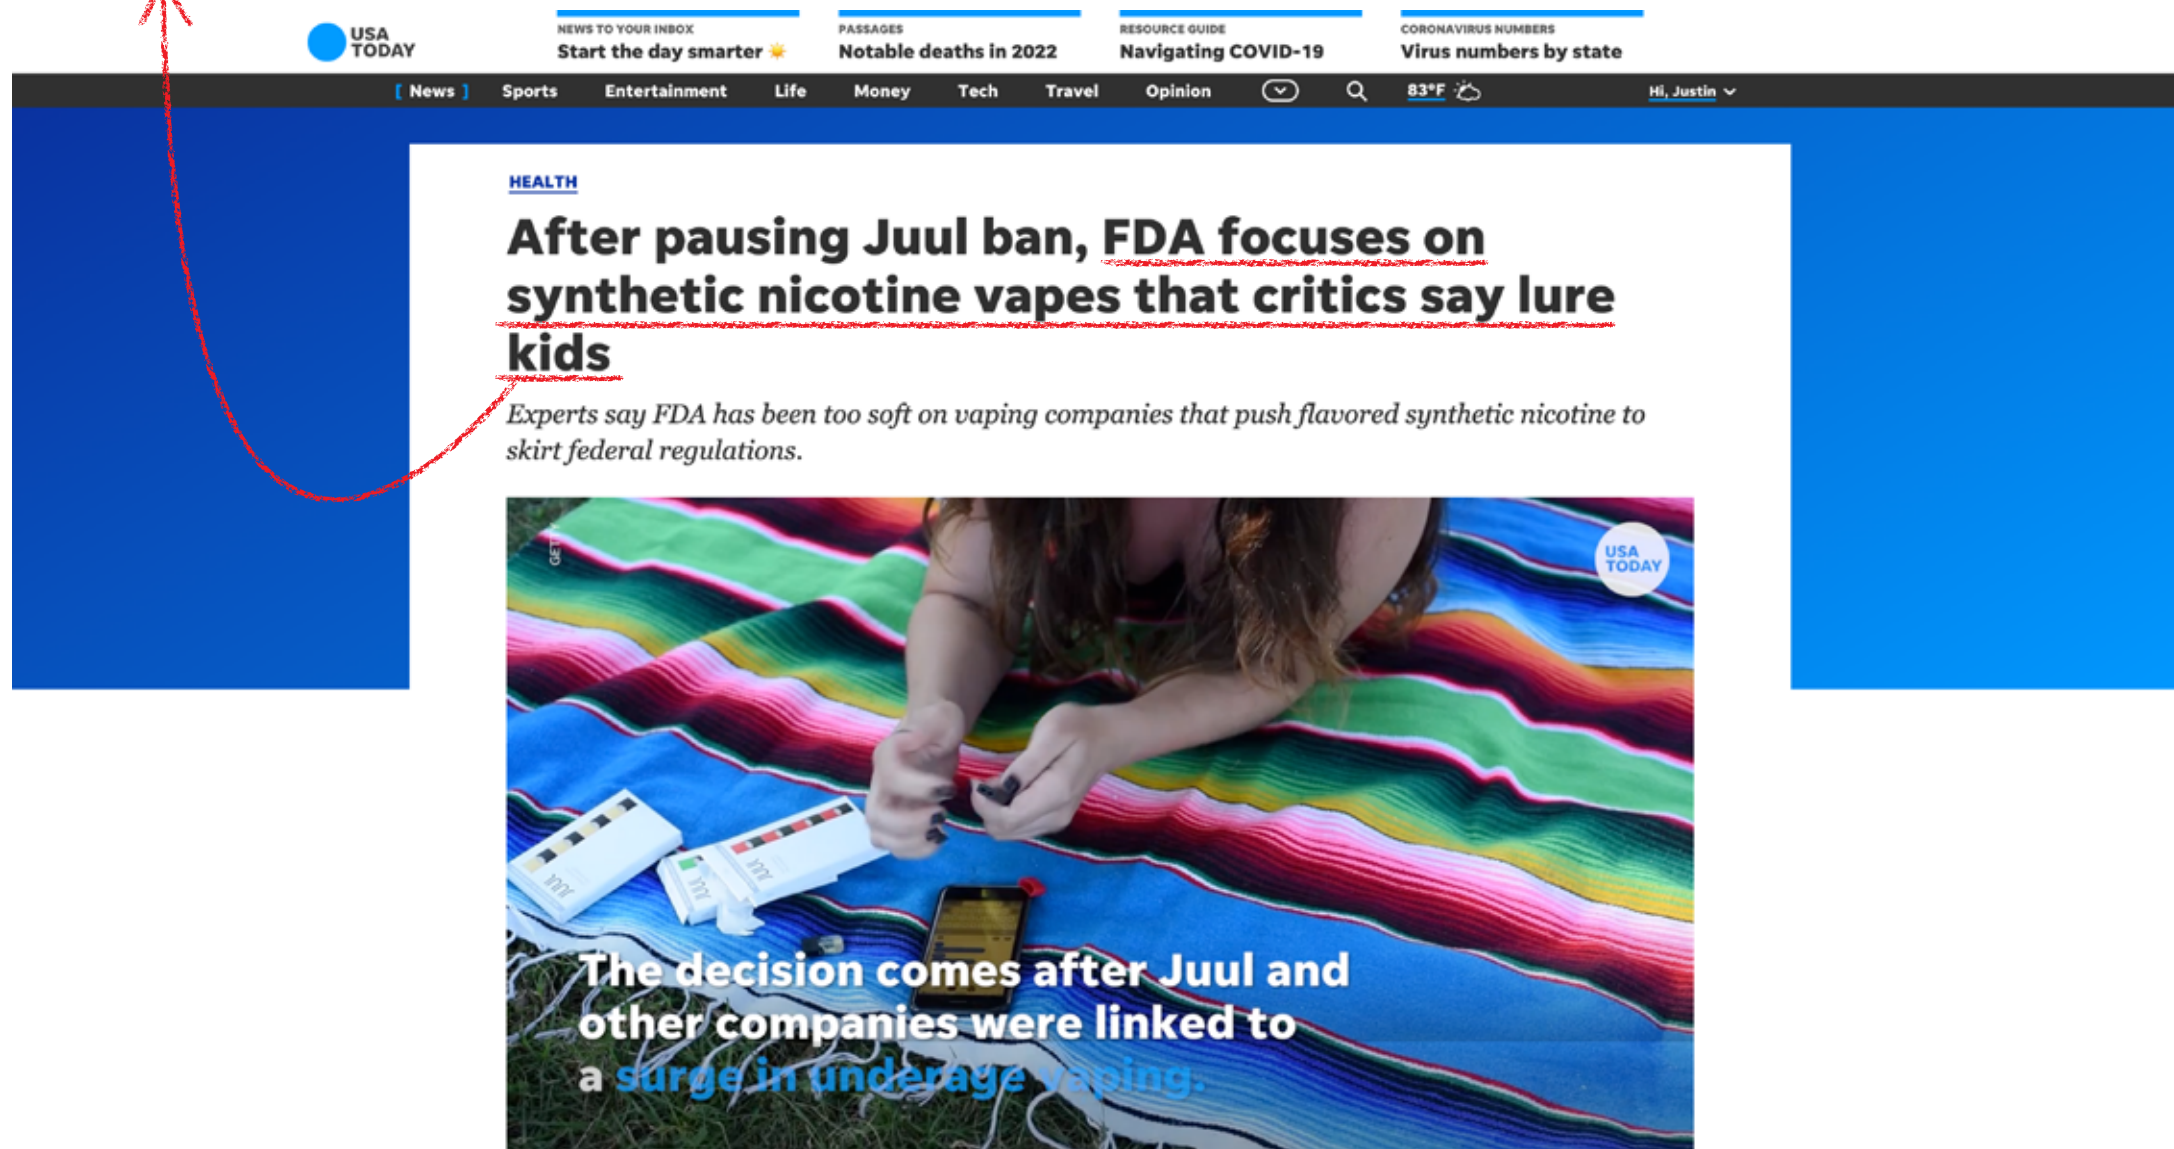 USA
TODAY
NEWS TO YOUR INBOX
Start the day smarter ☀️
PASSAGES
Notable deaths in 2022
RESOURCE GUIDE
Navigating COVID-19
CORONAVIRUS NUMBERS
Virus numbers by state
[ News ] Sports Entertainment Life Money Tech Travel Opinion 83°F Hi, Justin
HEALTH
After pausing Juul ban, FDA focuses on
synthetic nicotine vapes that critics say lure
kids
Experts say FDA has been too soft on vaping companies that push flavored synthetic nicotine to
skirt federal regulations.
USA
TODAY
JUUL
JUUL
JUUL
The decision comes after Juul and
other companies were linked to
a surge in underage vaping.